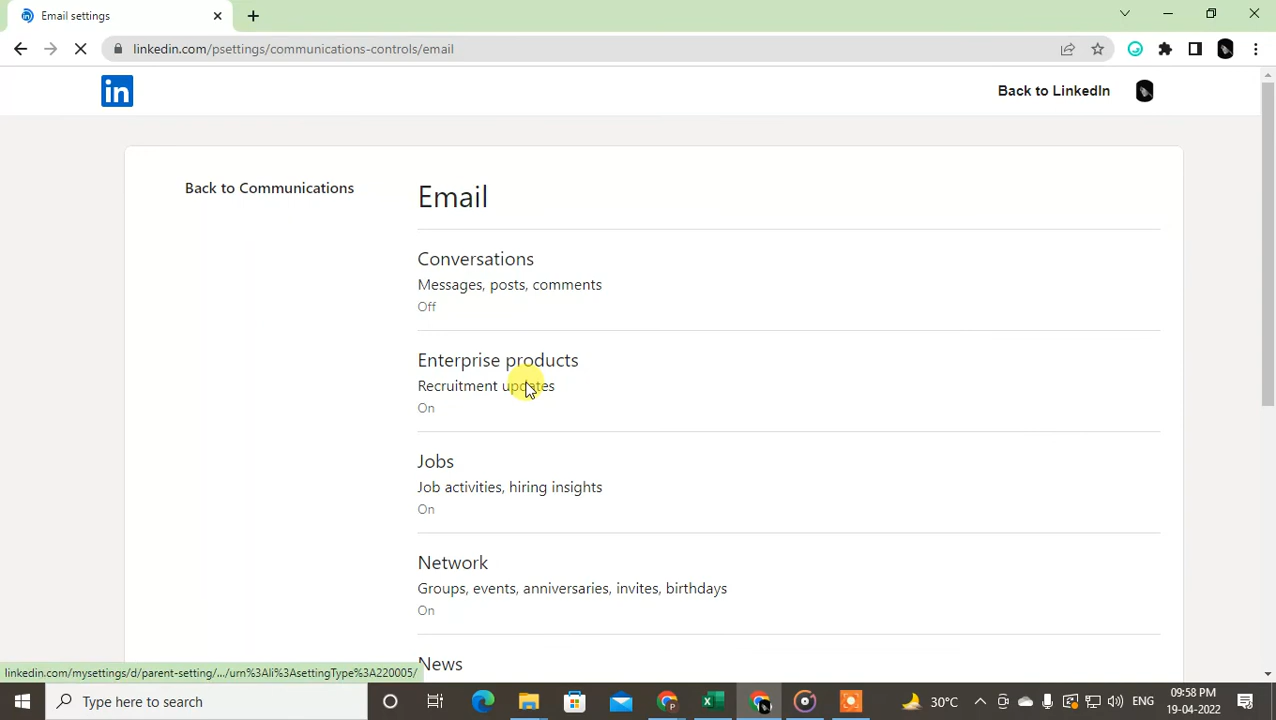 Email settings
linkedin.com/psettings/communications-controls/email
in
Back to LinkedIn
Back to Communications
Email
Conversations
Messages, posts, comments
Off
Enterprise products
Recruitment updates
On
Jobs
Job activities, hiring insights
On
Network
Groups, events, anniversaries, invites, birthdays
On
News
linkedin.com/mysettings/d/parent-setting/.../urn%3Ali%3AsettingType%3A220005/
Type here to search
30°C
ENG
09:58 PM
19-04-2022